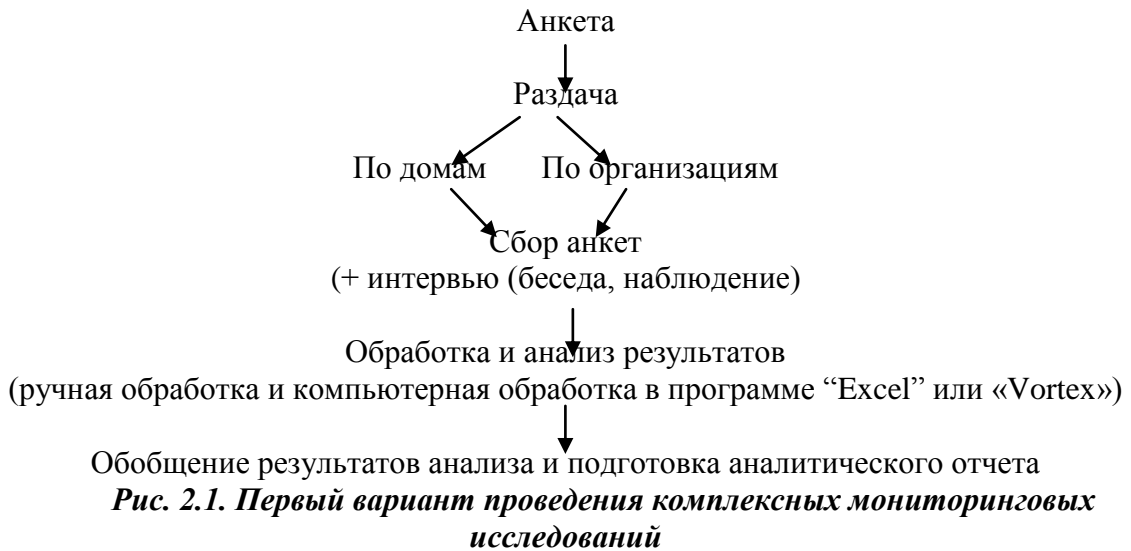 Анкета
Раздача
По домам По организациям
Сбор анкет
(+ интервью (беседа, наблюдение)
Обработка и анализ результатов
(ручная обработка и компьютерная обработка в программе “Excel” или «Vortex»)
Обобщение результатов анализа и подготовка аналитического отчета
Рис. 2.1. Первый вариант проведения комплексных мониторинговых
исследований